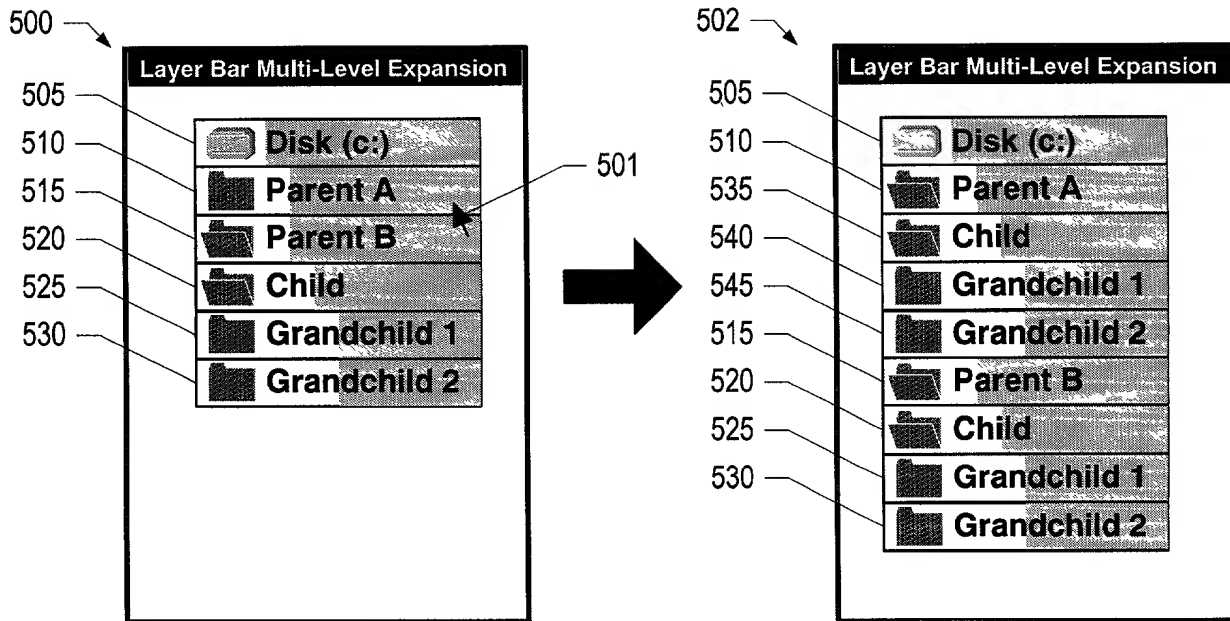 500
Layer Bar Multi-Level Expansion
505 Disk (c:)
510 Parent A
501
515 Parent B
520 Child
525 Grandchild 1
530 Grandchild 2
502
Layer Bar Multi-Level Expansion
505 Disk (c:)
510 Parent A
535 Child
540 Grandchild 1
545 Grandchild 2
515 Parent B
520 Child
525 Grandchild 1
530 Grandchild 2